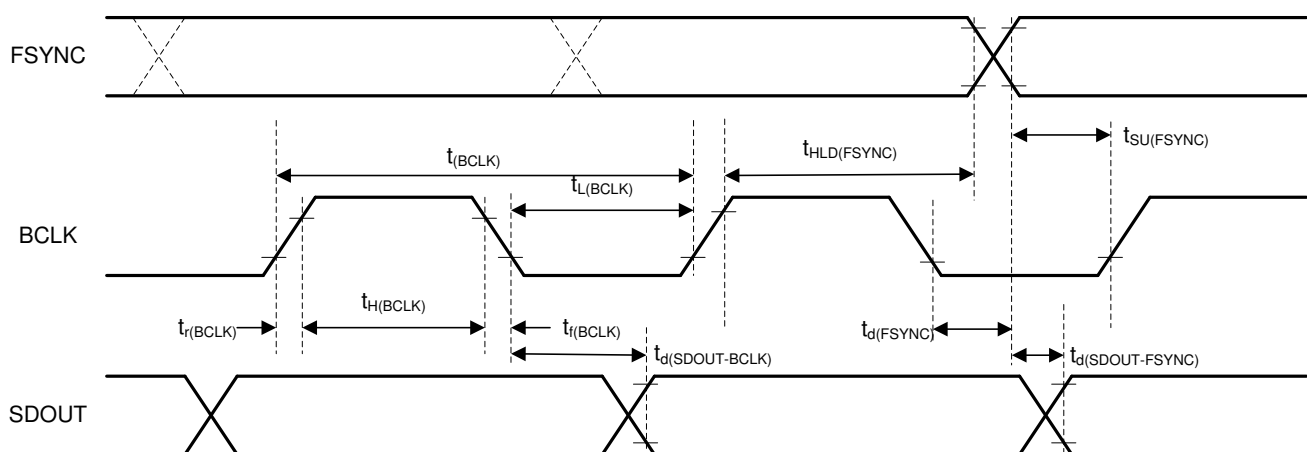 FSYNC
t(BCLK)
tHLD(FSYNC)
tSU(FSYNC)
tL(BCLK)
BCLK
tr(BCLK)
tH(BCLK)
tf(BCLK)
td(FSYNC)
td(SDOUT-BCLK)
td(SDOUT-FSYNC)
SDOUT